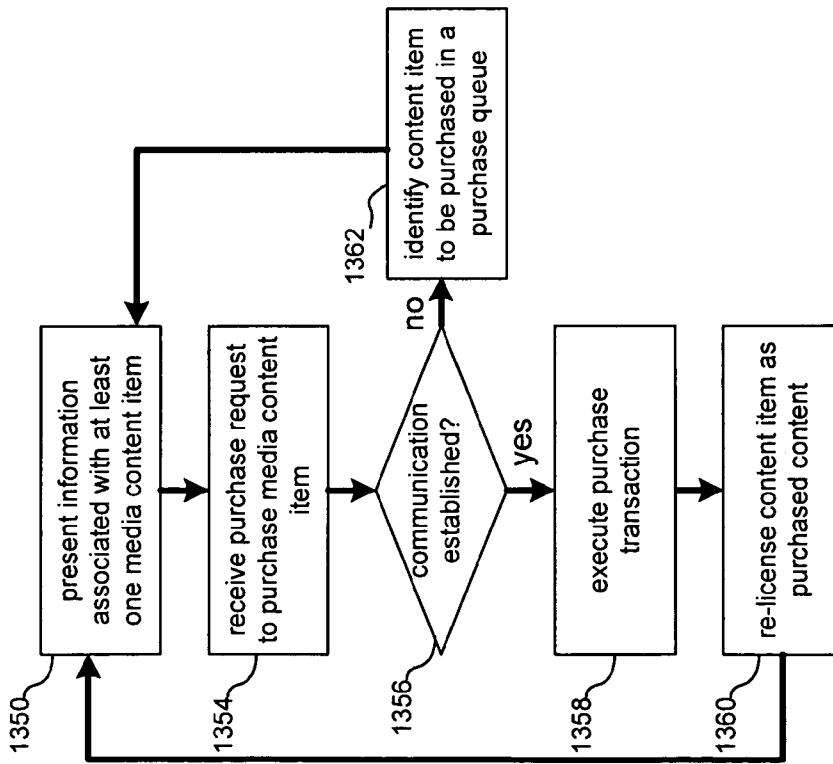 1350
present information
associated with at least
one media content item
1354
receive purchase request
to purchase media content
item
1356
communication
established?
no
yes
1362
identify content item
to be purchased in a
purchase queue
1358
execute purchase
transaction
1360
re-license content item as
purchased content